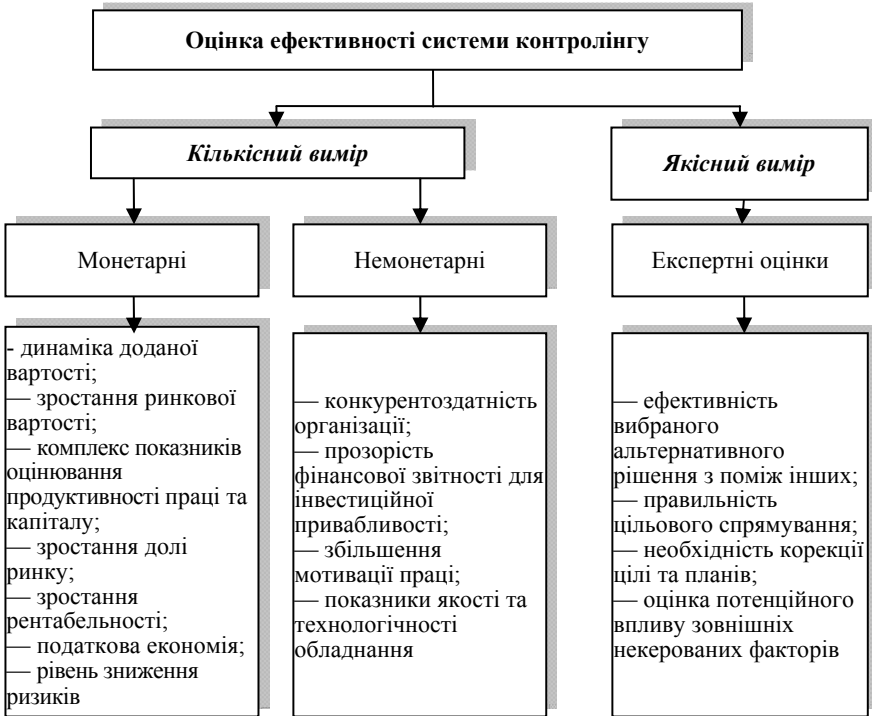 Оцінка ефективності системи контролінгу
Кількісний вимір
Якісний вимір
Монетарні
Немонетарні
Експертні оцінки
- динаміка доданої
вартості;
— зростання ринкової
вартості;
— комплекс показників
оцінювання
продуктивності праці та
капіталу;
— зростання долі
ринку;
— зростання
рентабельності;
— податкова економія;
— рівень зниження
ризиків
— конкурентоздатність
організації;
— прозорість
фінансової звітності для
інвестиційної
привабливості;
— збільшення
мотивації праці;
— показники якості та
технологічності
обладнання
— ефективність
вибраного
альтернативного
рішення з поміж інших;
— правильність
цільового спрямування;
— необхідність корекції
цілі та планів;
— оцінка потенційного
впливу зовнішніх
некерованих факторів